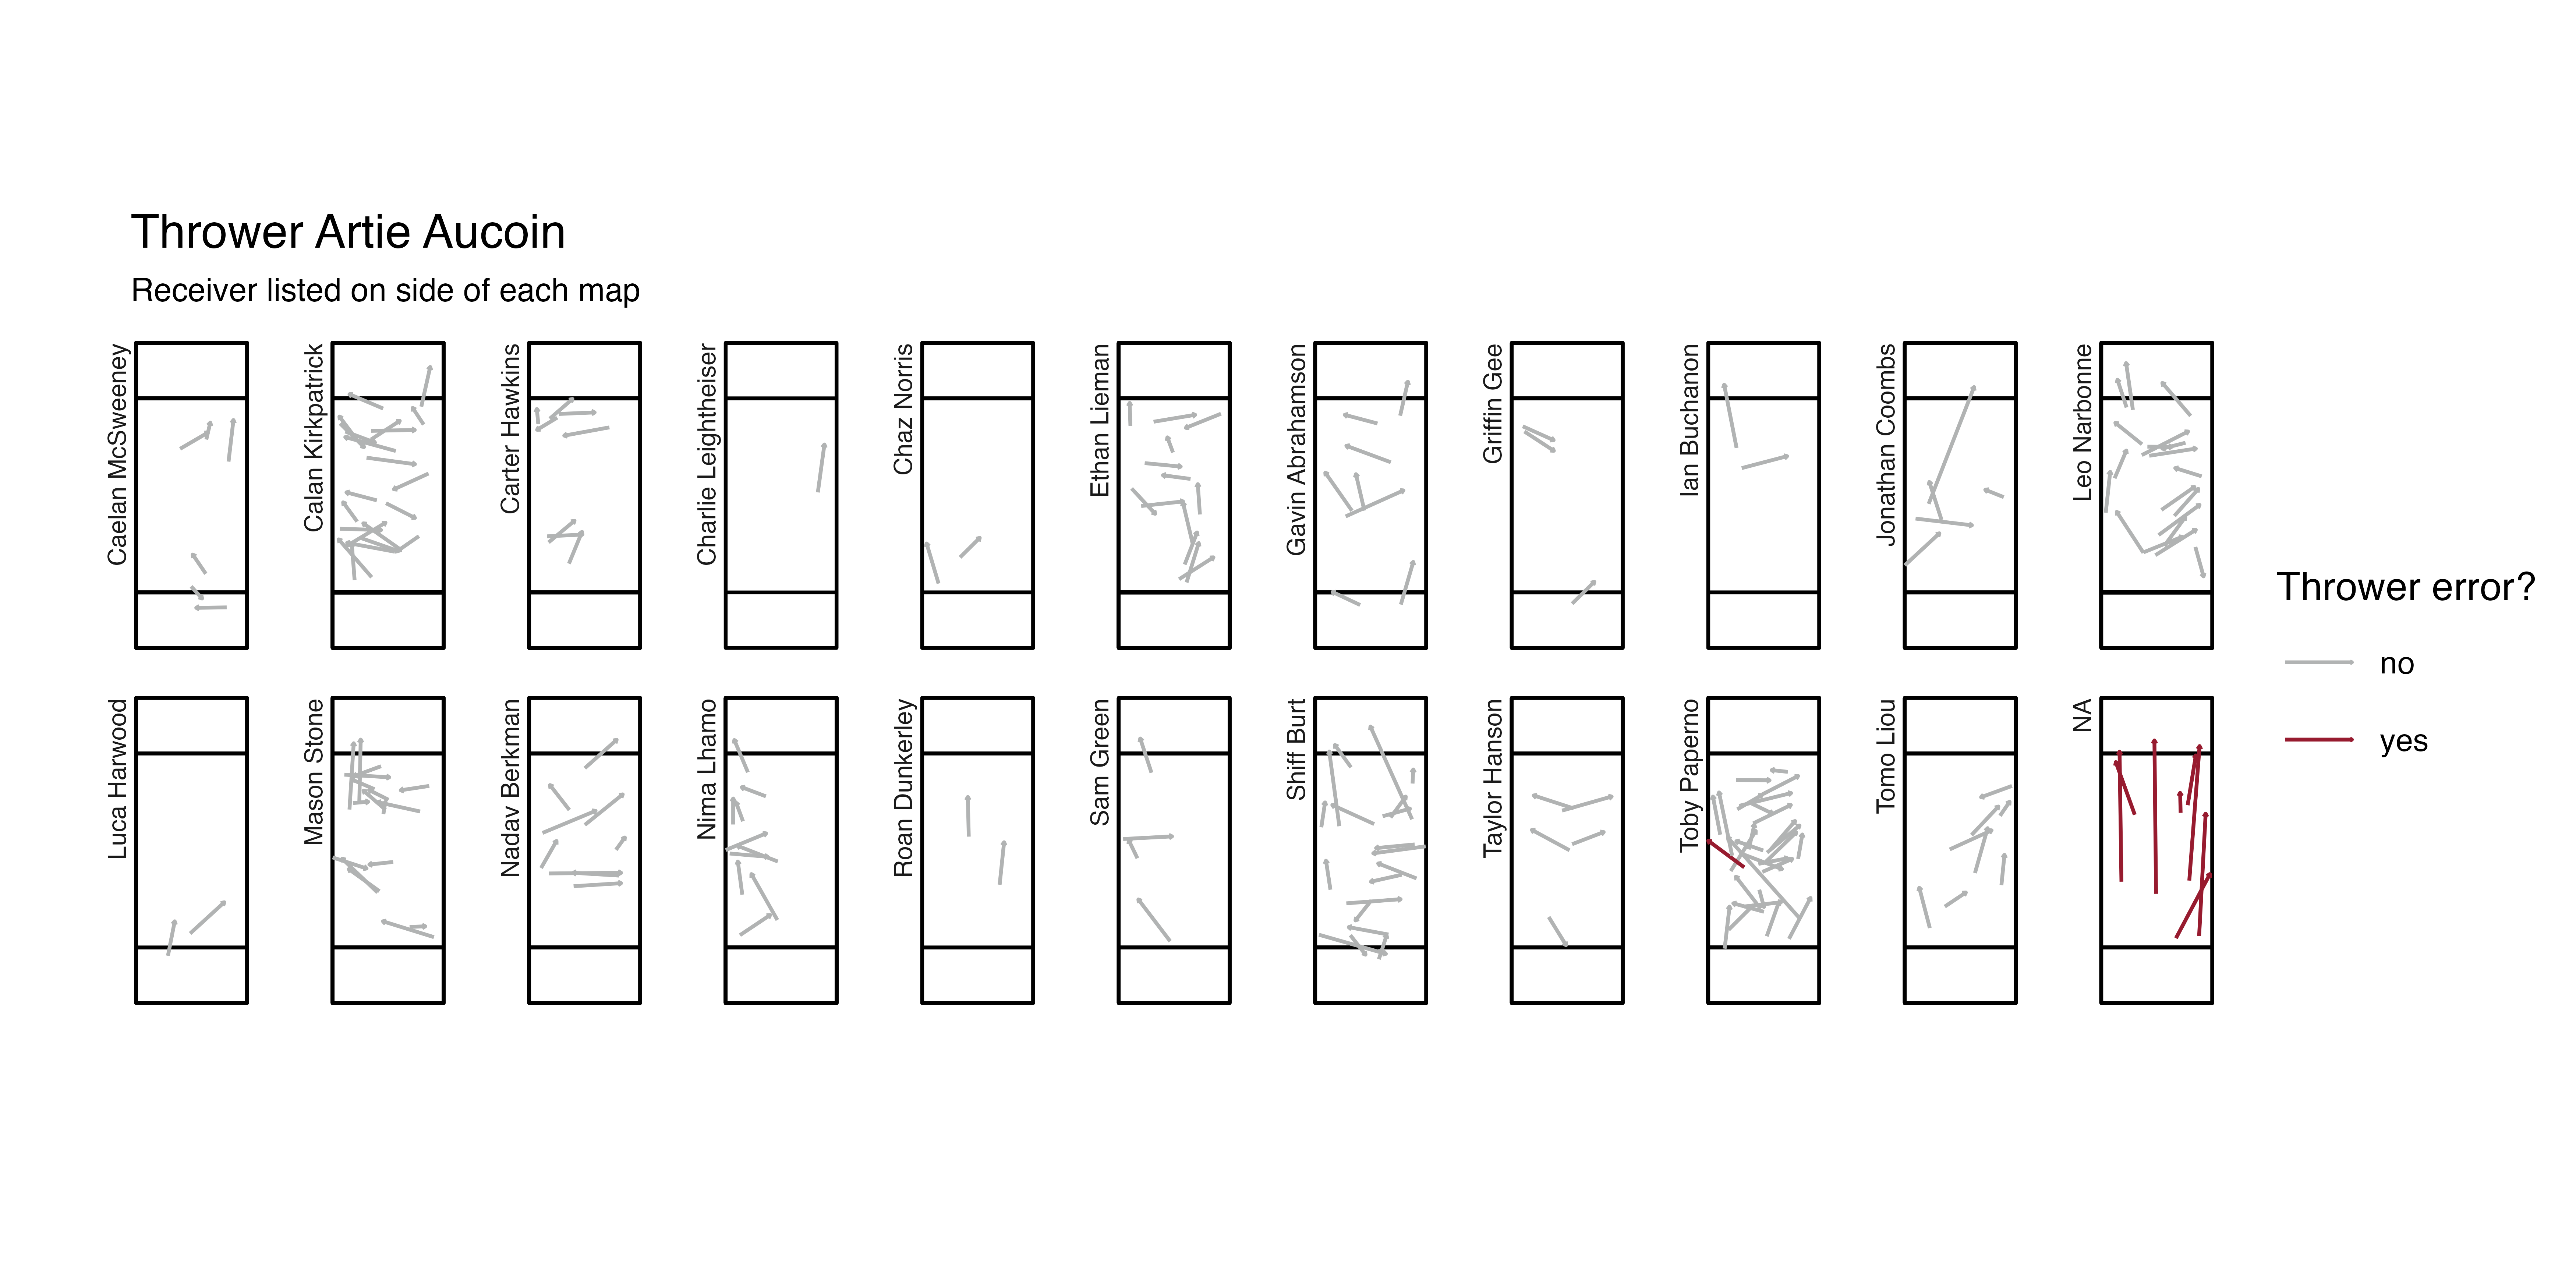 Thrower Artie Aucoin
Receiver listed on side of each map
Caelan McSweeney
Calan Kirkpatrick
Carter Hawkins
Charlie Leightheiser
Chaz Norris
Ethan Lieman
Gavin Abrahamson
Griffin Gee
Ian Buchanon
Jonathan Coombs
Leo Narbonne
Luca Harwood
Mason Stone
Nadav Berkman
Nima Lhamo
Roan Dunkerley
Sam Green
Shiff Burt
Taylor Hanson
Toby Paperno
Tomo Liou
NA
Thrower error?
no
yes